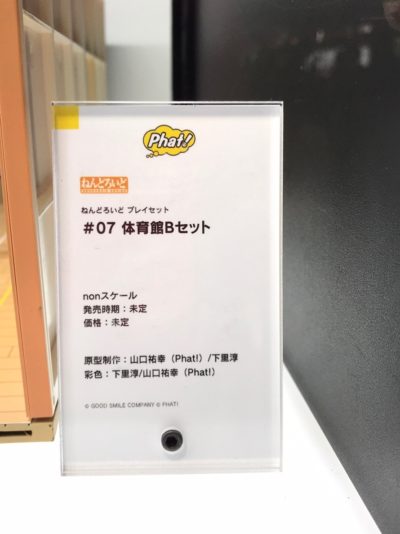 Phat!
ねんどろいど
ねんどろいど プレイセット
#07 体育館Bセット
nonスケール
発売時期：未定
価格：未定
原型制作：山口祐幸（Phat!）/下里淳
彩色：下里淳/山口祐幸（Phat!）
© GOOD SMILE COMPANY © PHAT!